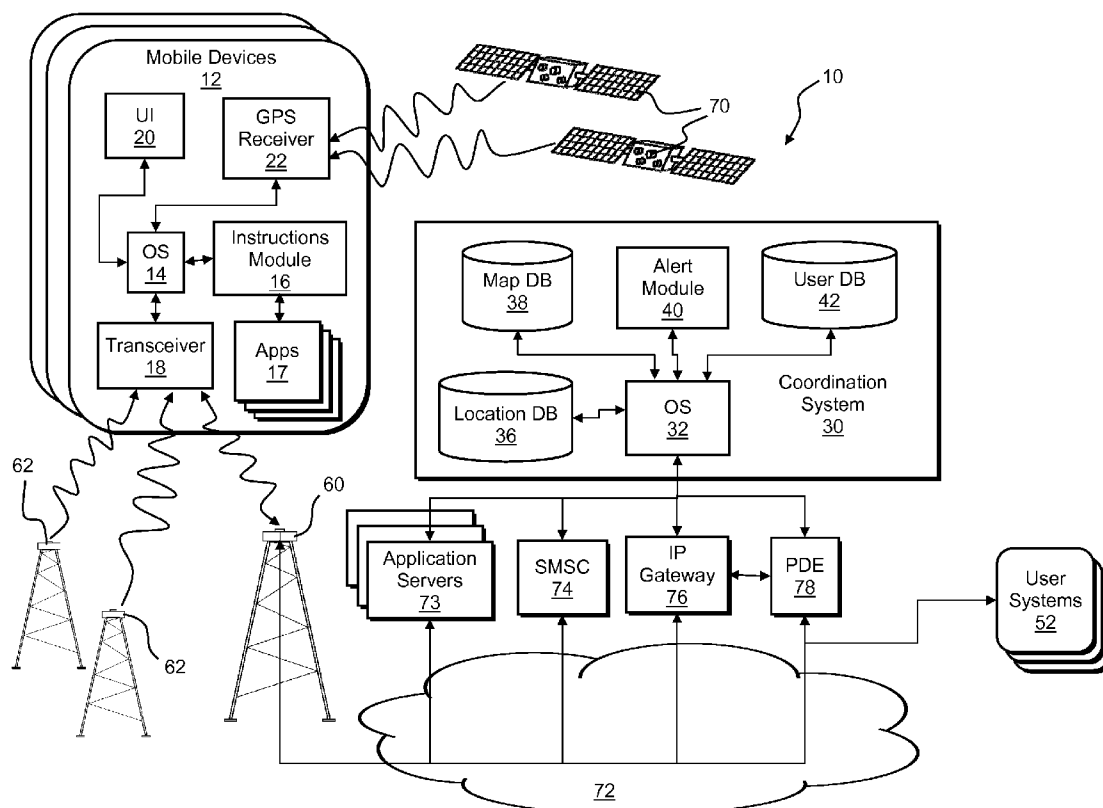 Mobile Devices
12
UI
20
GPS
Receiver
22
OS
14
Instructions
Module
16
Transceiver
18
Apps
17
70
10
Map DB
38
Alert
Module
40
User DB
42
Location DB
36
OS
32
Coordination
System
30
62
62
60
Application
Servers
73
SMSC
74
IP
Gateway
76
PDE
78
User
Systems
52
72